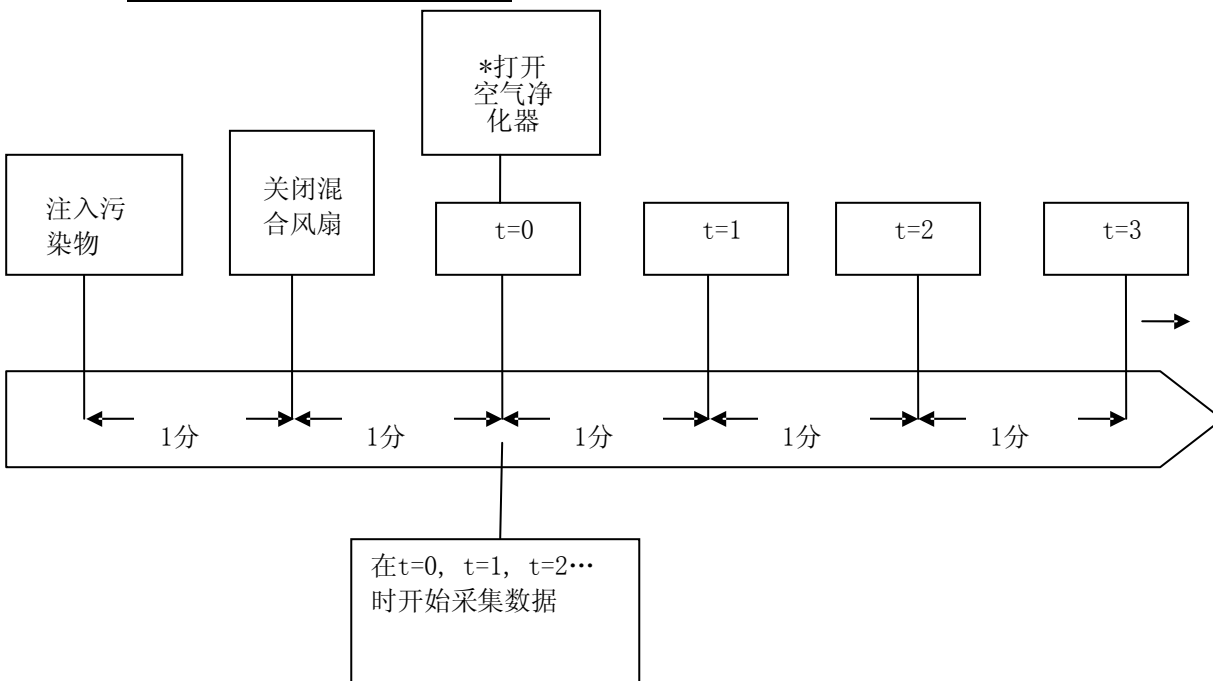 *打开
空气净
化器
注入污
染物
关闭混
合风扇
t=0
t=1
t=2
t=3
1分
1分
1分
1分
1分
在t=0, t=1, t=2…
时开始采集数据